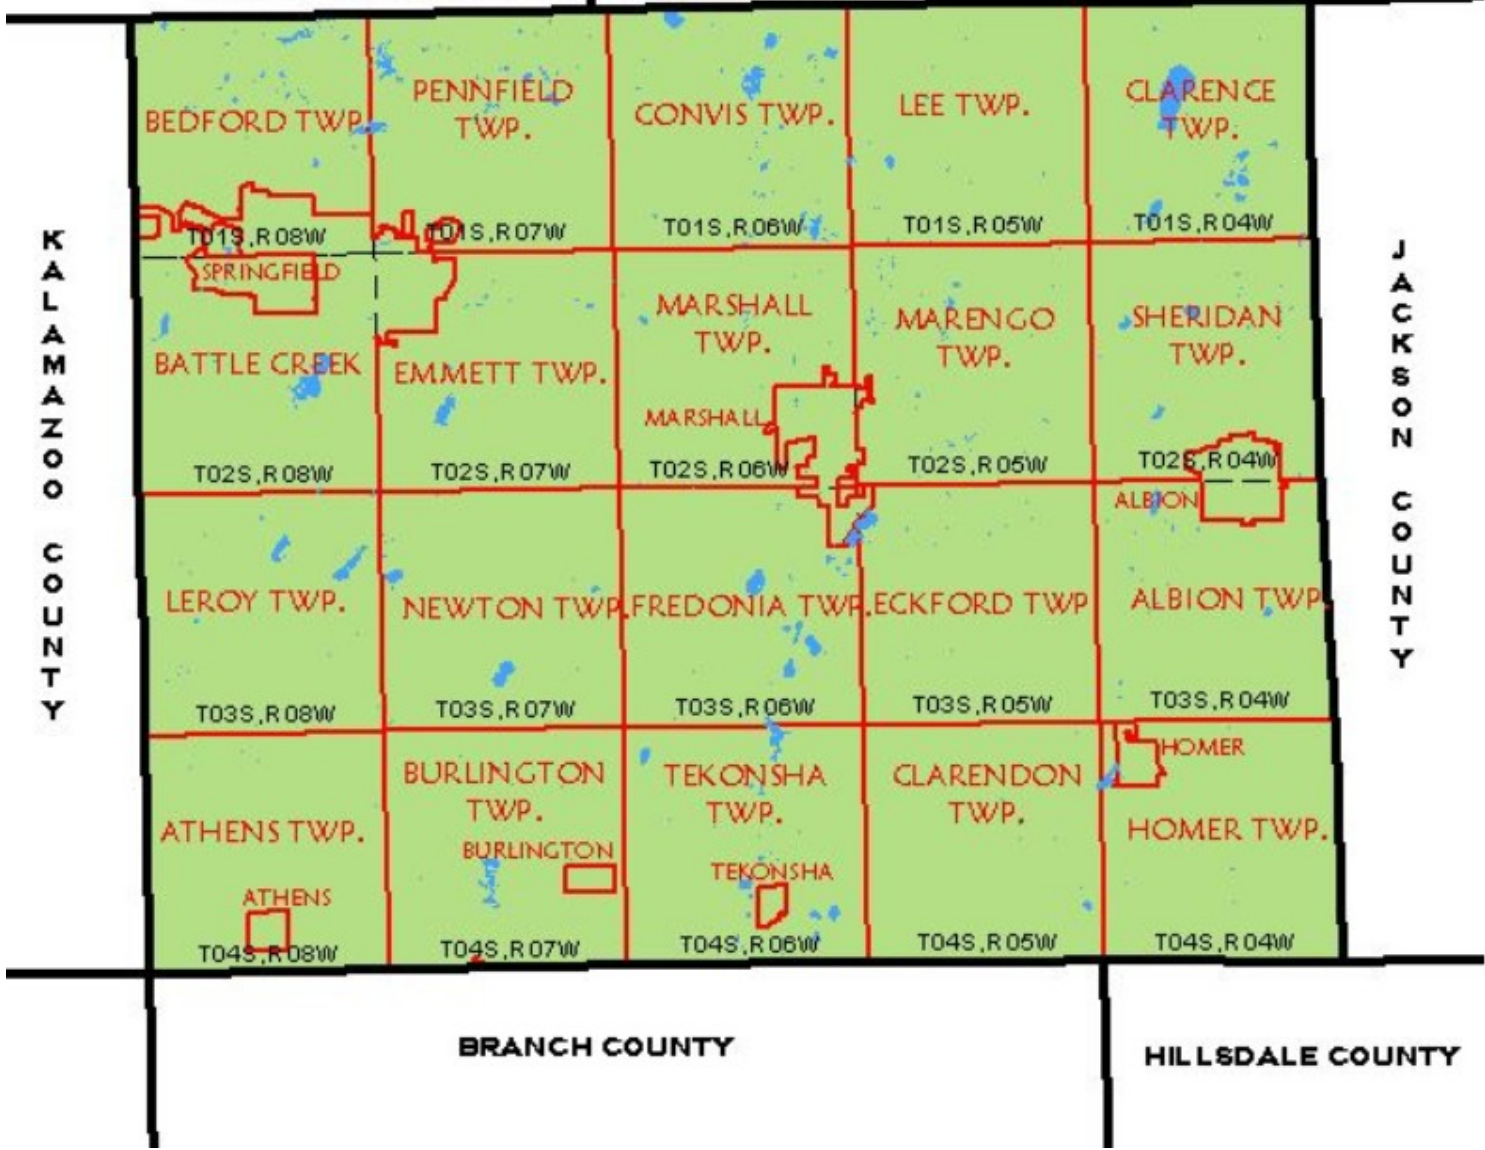 BEDFORD TWP.
PENNFIELD
TWP.
CONVIS TWP.
LEE TWP.
CLARENCE
TWP.
T01S,R08W
T01S,R07W
T01S,R06W
T01S,R05W
T01S,R04W
SPRINGFIELD
BATTLE CREEK
EMMETT TWP.
MARSHALL
TWP.
MARSHALL
MARENGO
TWP.
SHERIDAN
TWP.
T02S,R08W
T02S,R07W
T02S,R06W
T02S,R05W
T02S,R04W
ALBION
LEROY TWP.
NEWTON TWP.
FREDONIA TWP.
ECKFORD TWP
ALBION TWP.
T03S,R08W
T03S,R07W
T03S,R06W
T03S,R05W
T03S,R04W
ATHENS TWP.
ATHENS
BURLINGTON
TWP.
BURLINGTON
TEKONSHA
TWP.
TEKONSHA
CLARENDON
TWP.
HOMER
HOMER TWP.
T04S,R08W
T04S,R07W
T04S,R06W
T04S,R05W
T04S,R04W
KALAMAZOO COUNTY
JACKSON COUNTY
BRANCH COUNTY
HILLSDALE COUNTY